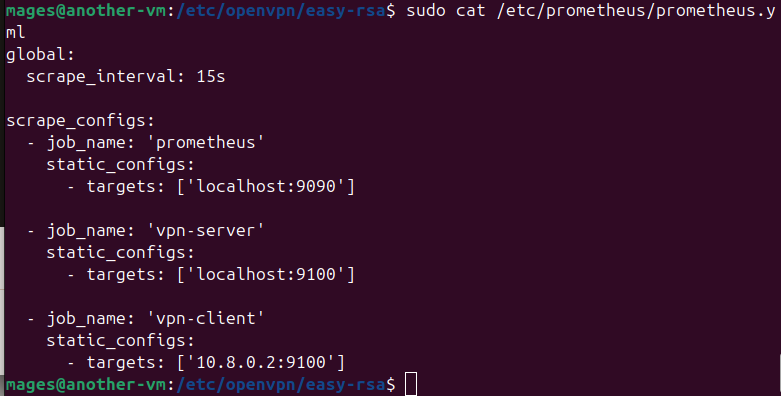 mages@another-vm:/etc/openvpn/easy-rsa$ sudo cat /etc/prometheus/prometheus.y
ml
global:
  scrape_interval: 15s

scrape_configs:
  - job_name: 'prometheus'
    static_configs:
      - targets: ['localhost:9090']

  - job_name: 'vpn-server'
    static_configs:
      - targets: ['localhost:9100']

  - job_name: 'vpn-client'
    static_configs:
      - targets: ['10.8.0.2:9100']
mages@another-vm:/etc/openvpn/easy-rsa$